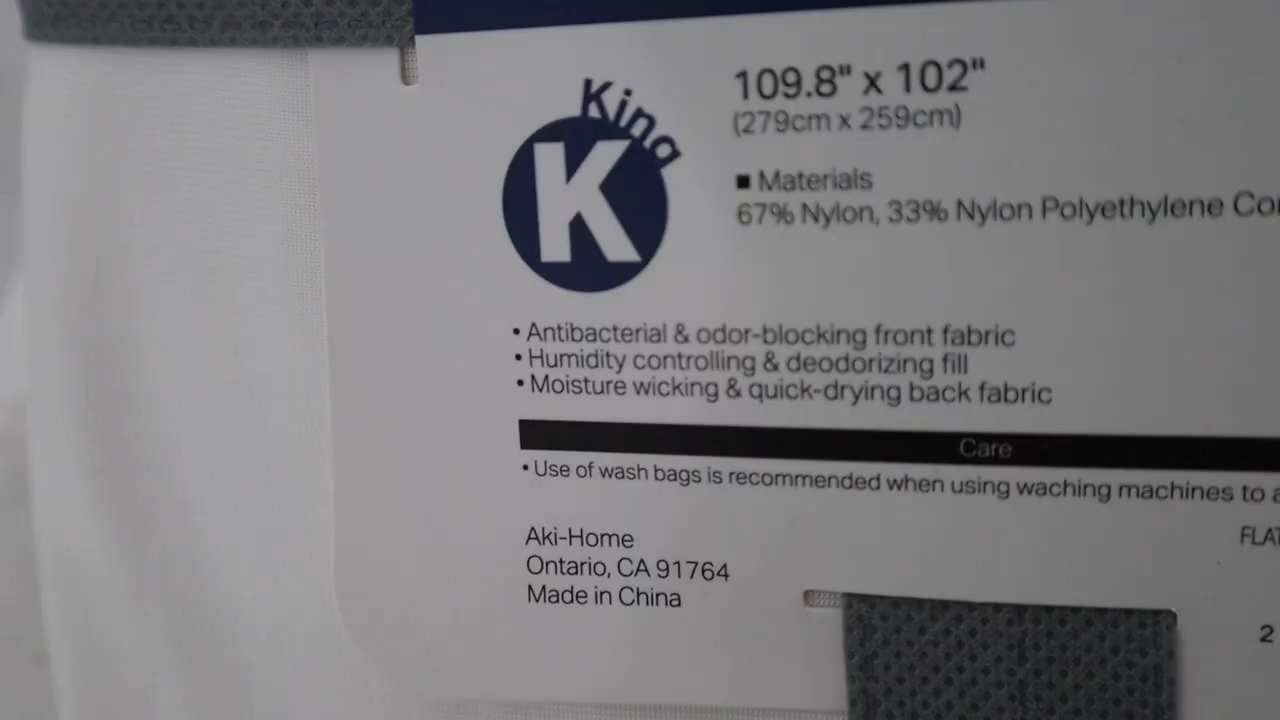 King
K
109.8" x 102"
(279cm x 259cm)
■ Materials
67% Nylon, 33% Nylon Polyethylene
• Antibacterial & odor-blocking front fabric
• Humidity controlling & deodorizing fill
• Moisture wicking & quick-drying back fabric
Care
• Use of wash bags is recommended when using waching machines to
Aki-Home
Ontario, CA 91764
Made in China
2